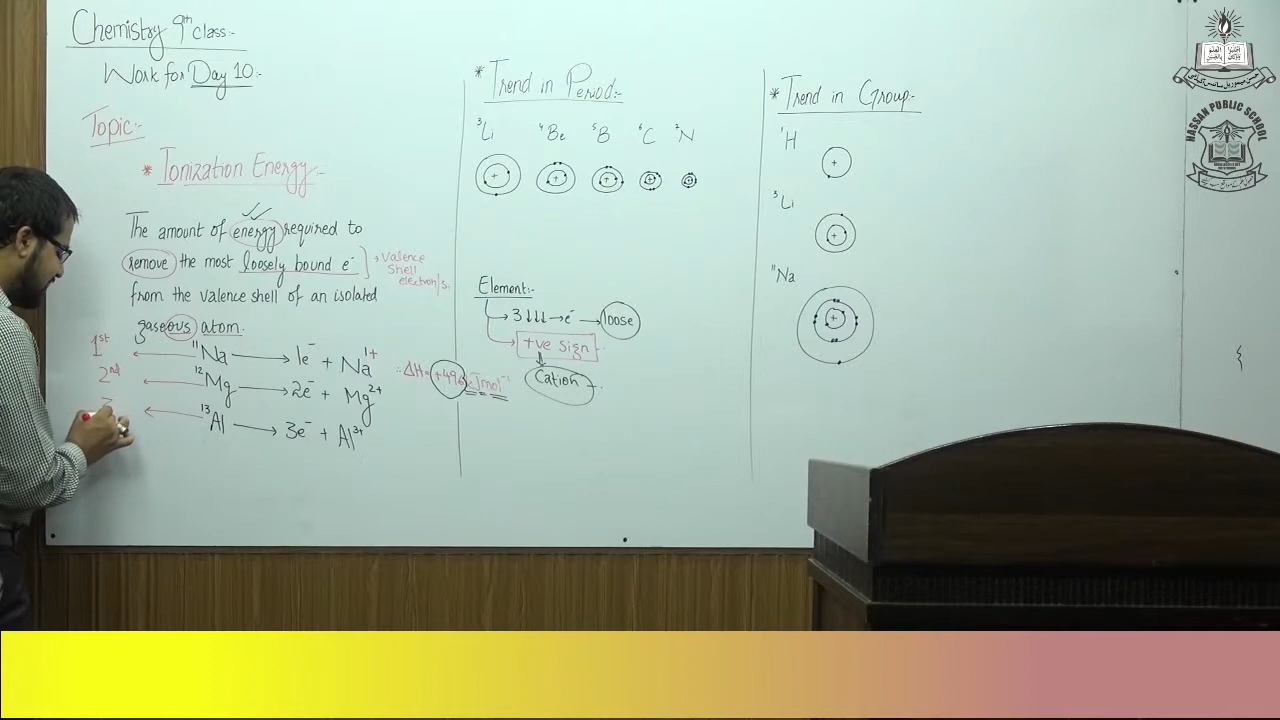 Chemistry 9th class:-
Work for Day 10:-
Topic:-
* Ionization Energy:-
The amount of energy required to
remove the most loosely bound e⁻
from the valence shell of an isolated
gaseous atom.
→ Valence
Shell
electron/s.
1st ← ¹¹Na → 1e⁻ + Na¹⁺
∴ ΔH = +496 kJmol⁻¹
2nd ← ¹²Mg → 2e⁻ + Mg²⁺
← ¹³Al → 3e⁻ + Al³⁺
* Trend in Period:-
³Li ⁴Be ⁵B ⁶C ⁷N
+ + + + +
Element:-
→ 3↓↓↓ → e⁻ → loose
→ +ve sign
Cation
* Trend in Group:-
¹H
+
³Li
+
¹¹Na
+
HASSAN PUBLIC SCHOOL